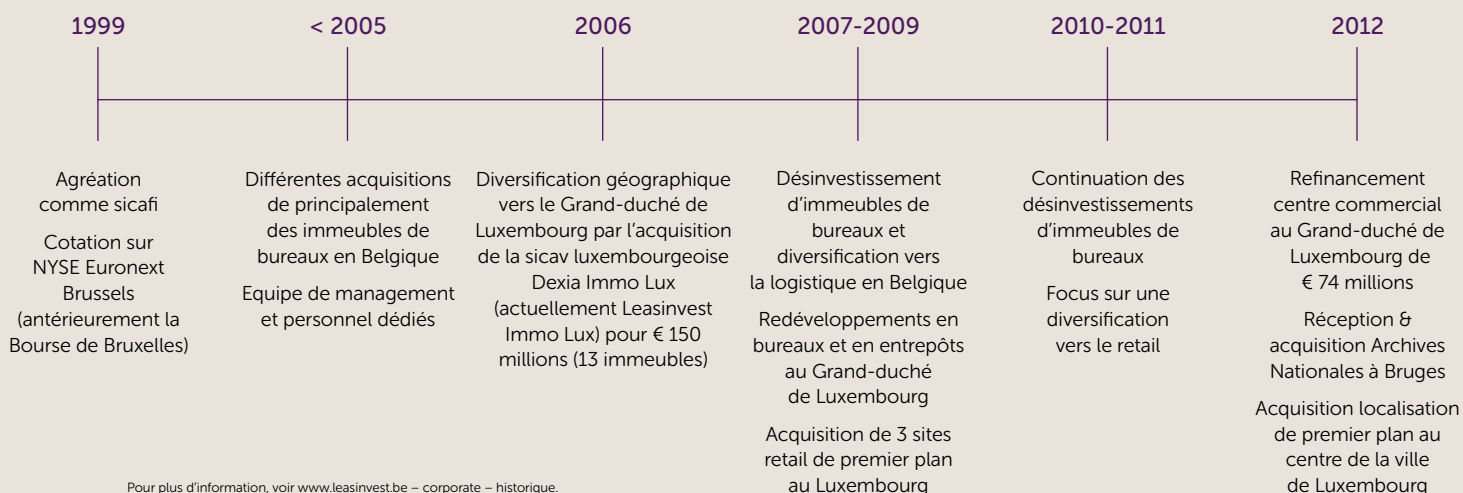 1999
Agréation
comme sicafi
Cotation sur
NYSE Euronext
Brussels
(antérieurement la
Bourse de Bruxelles)
< 2005
Différentes acquisitions
de principalement
des immeubles de
bureaux en Belgique
Equipe de management
et personnel dédiés
2006
Diversification géographique
vers le Grand-duché de
Luxembourg par l'acquisition
de la sicav luxembourgeoise
Dexia Immo Lux
(actuellement Leasinvest
Immo Lux) pour € 150
millions (13 immeubles)
2007-2009
Désinvestissement
d'immeubles de
bureaux et
diversification vers
la logistique en Belgique
Redéveloppements en
bureaux et en entrepôts
au Grand-duché
de Luxembourg
Acquisition de 3 sites
retail de premier plan
au Luxembourg
2010-2011
Continuation des
désinvestissements
d'immeubles de
bureaux
Focus sur une
diversification
vers le retail
2012
Refinancement
centre commercial
au Grand-duché de
Luxembourg de
€ 74 millions
Réception &
acquisition Archives
Nationales à Bruges
Acquisition localisation
de premier plan au
centre de la ville
de Luxembourg
Pour plus d'information, voir www.leasinvest.be – corporate – historique.